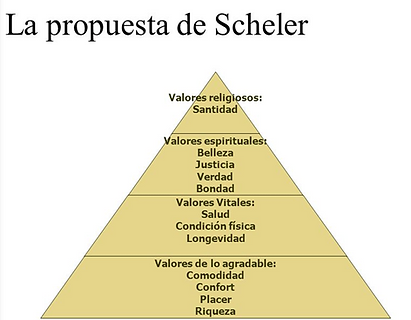 La propuesta de Scheler
Valores religiosos:
Santidad
Valores espirituales:
Belleza
Justicia
Verdad
Bondad
Valores Vitales:
Salud
Condición física
Longevidad
Valores de lo agradable:
Comodidad
Confort
Placer
Riqueza